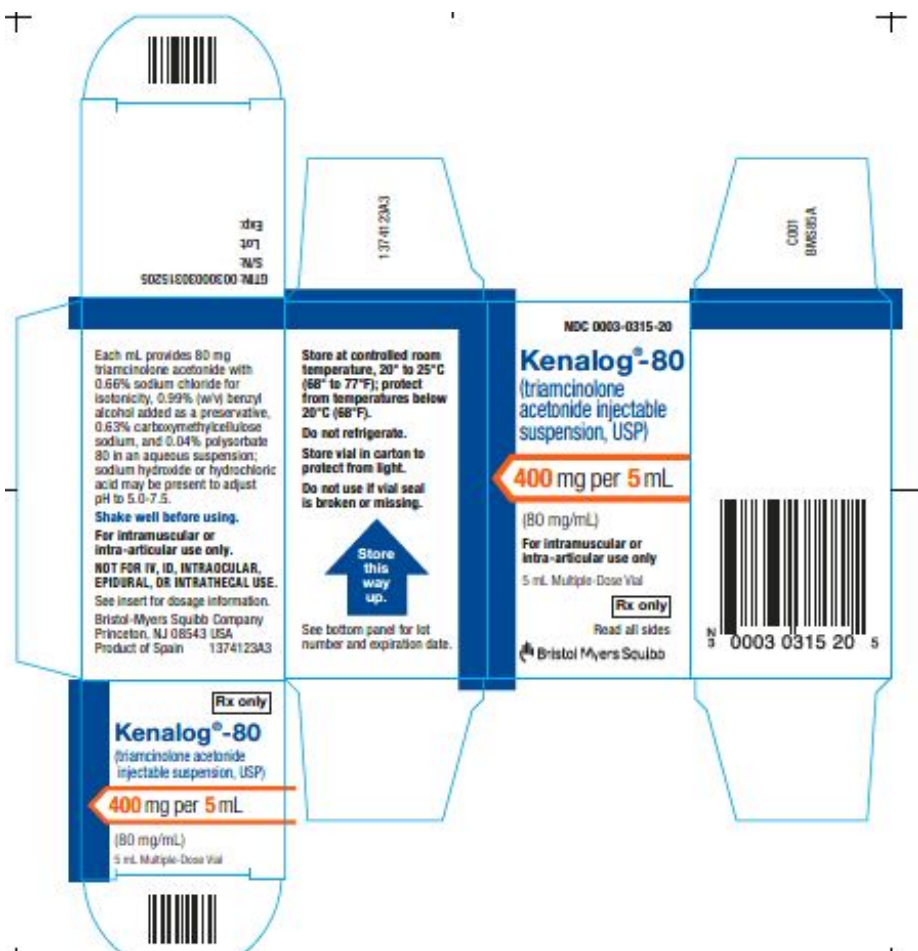 GTIN: 00300030315205
S/N:
Lot:
Exp:
1374123A3
C001
BMS85A
Each mL provides 80 mg
triamcinolone acetonide with
0.66% sodium chloride for
isotonicity, 0.99% (w/v) benzyl
alcohol added as a preservative,
0.63% carboxymethylcellulose
sodium, and 0.04% polysorbate
80 in an aqueous suspension;
sodium hydroxide or hydrochloric
acid may be present to adjust
pH to 5.0-7.5.
Shake well before using.
For intramuscular or
intra-articular use only.
NOT FOR IV, ID, INTRAOCULAR,
EPIDURAL, OR INTRATHECAL USE.
See insert for dosage information.
Bristol-Myers Squibb Company
Princeton, NJ 08543 USA
Product of Spain 1374123A3
Store at controlled room
temperature, 20° to 25°C
(68° to 77°F); protect
from temperatures below
20°C (68°F).
Do not refrigerate.
Store vial in carton to
protect from light.
Do not use if vial seal
is broken or missing.
Store
this
way
up.
See bottom panel for lot
number and expiration date.
NDC 0003-0315-20
Kenalog®-80
(triamcinolone
acetonide injectable
suspension, USP)
400 mg per 5 mL
(80 mg/mL)
For intramuscular or
intra-articular use only
5 mL Multiple-Dose Vial
Rx only
Read all sides
Bristol Myers Squibb
N
3 0003 0315 20 5
Rx only
Kenalog®-80
(triamcinolone acetonide
injectable suspension, USP)
400 mg per 5 mL
(80 mg/mL)
5 mL Multiple-Dose Vial